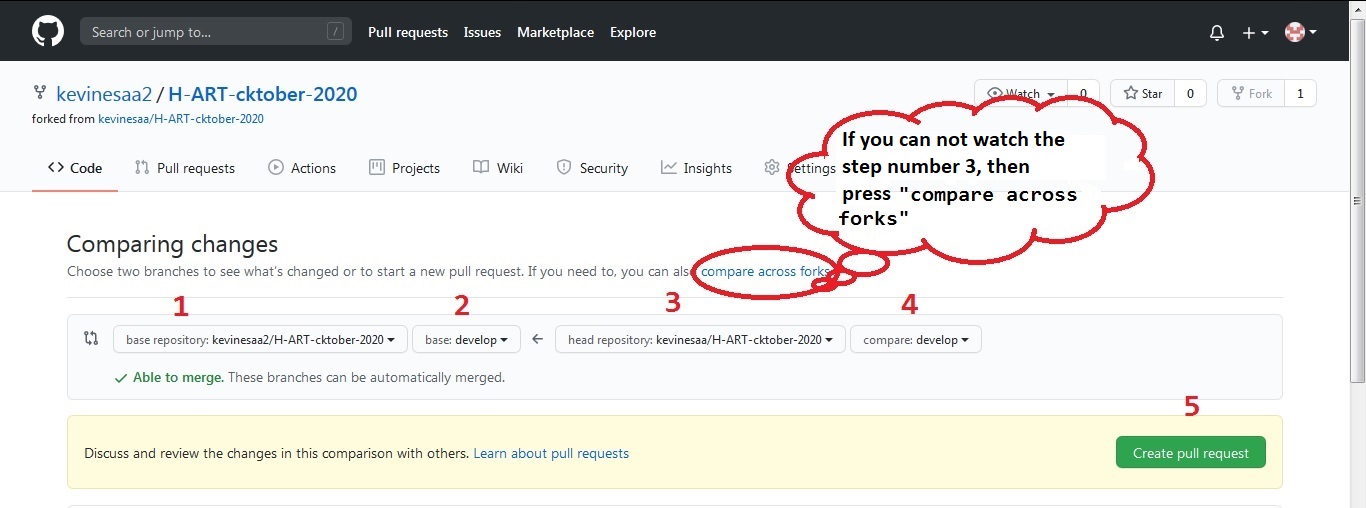 Search or jump to... /
Pull requests Issues Marketplace Explore
kevinesaa2 / H-ART-cktober-2020
forked from kevinesaa/H-ART-cktober-2020
Watch 0 Star 0 Fork 1
Code Pull requests Actions Projects Wiki Security Insights Settings
If you can not watch the
step number 3, then
press "compare across
forks"
Comparing changes
Choose two branches to see what's changed or to start a new pull request. If you need to, you can also compare across forks
1 2 3 4
base repository: kevinesaa2/H-ART-cktober-2020 base: develop ← head repository: kevinesaa/H-ART-cktober-2020 compare: develop
✓ Able to merge. These branches can be automatically merged.
5
Discuss and review the changes in this comparison with others. Learn about pull requests
Create pull request